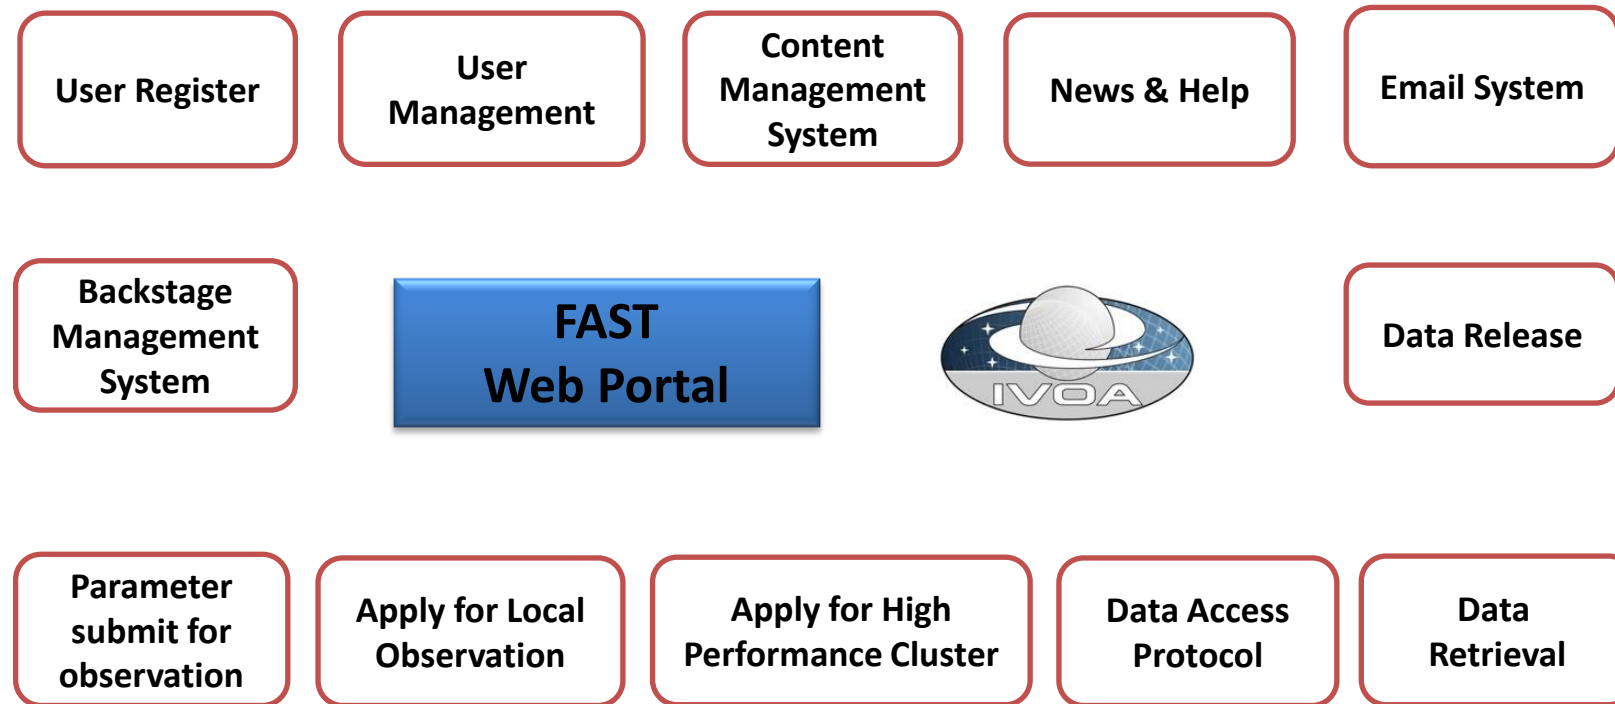 User Register
User
Management
Content
Management
System
News & Help
Email System
Backstage
Management
System
FAST
Web Portal
IVOA
Data Release
Parameter
submit for
observation
Apply for Local
Observation
Apply for High
Performance Cluster
Data Access
Protocol
Data
Retrieval